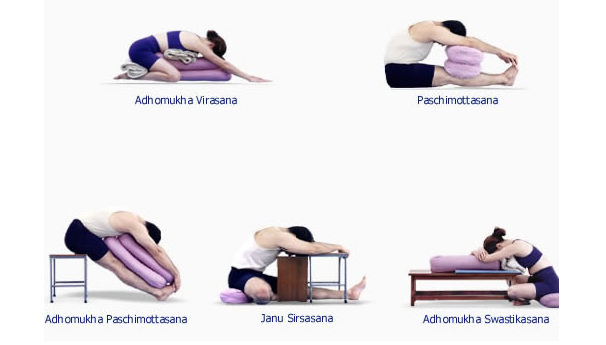 Adhomukha Virasana
Paschimottasana
Adhomukha Paschimottasana
Janu Sirsasana
Adhomukha Swastikasana